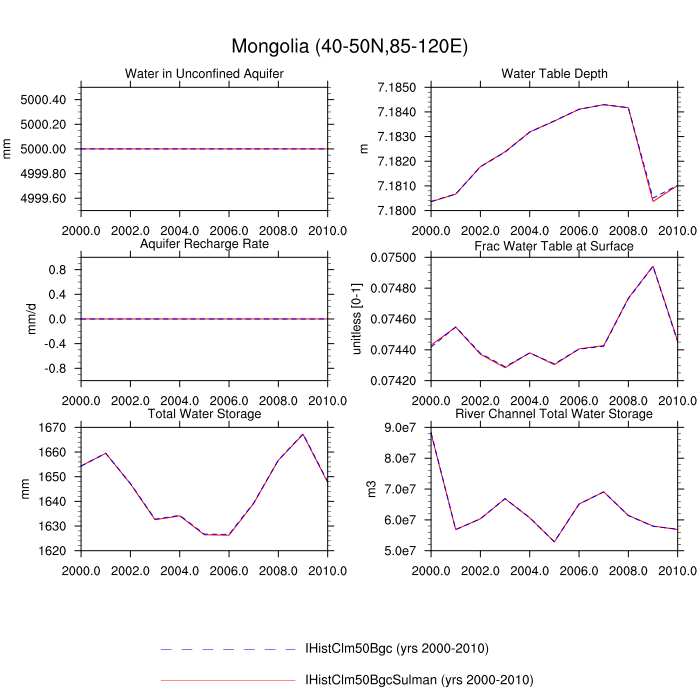 Mongolia (40-50N,85-120E)
Water in Unconfined Aquifer
mm
5000.40
5000.20
5000.00
4999.80
4999.60
2000.0 2002.0 2004.0 2006.0 2008.0 2010.0
Water Table Depth
m
7.1850
7.1840
7.1830
7.1820
7.1810
7.1800
2000.0 2002.0 2004.0 2006.0 2008.0 2010.0
Aquifer Recharge Rate
mm/d
0.8
0.4
0.0
-0.4
-0.8
2000.0 2002.0 2004.0 2006.0 2008.0 2010.0
Frac Water Table at Surface
unitless [0-1]
0.07500
0.07480
0.07460
0.07440
0.07420
2000.0 2002.0 2004.0 2006.0 2008.0 2010.0
Total Water Storage
mm
1670
1660
1650
1640
1630
1620
2000.0 2002.0 2004.0 2006.0 2008.0 2010.0
River Channel Total Water Storage
m3
9.0e7
8.0e7
7.0e7
6.0e7
5.0e7
2000.0 2002.0 2004.0 2006.0 2008.0 2010.0
IHistClm50Bgc (yrs 2000-2010)
IHistClm50BgcSulman (yrs 2000-2010)